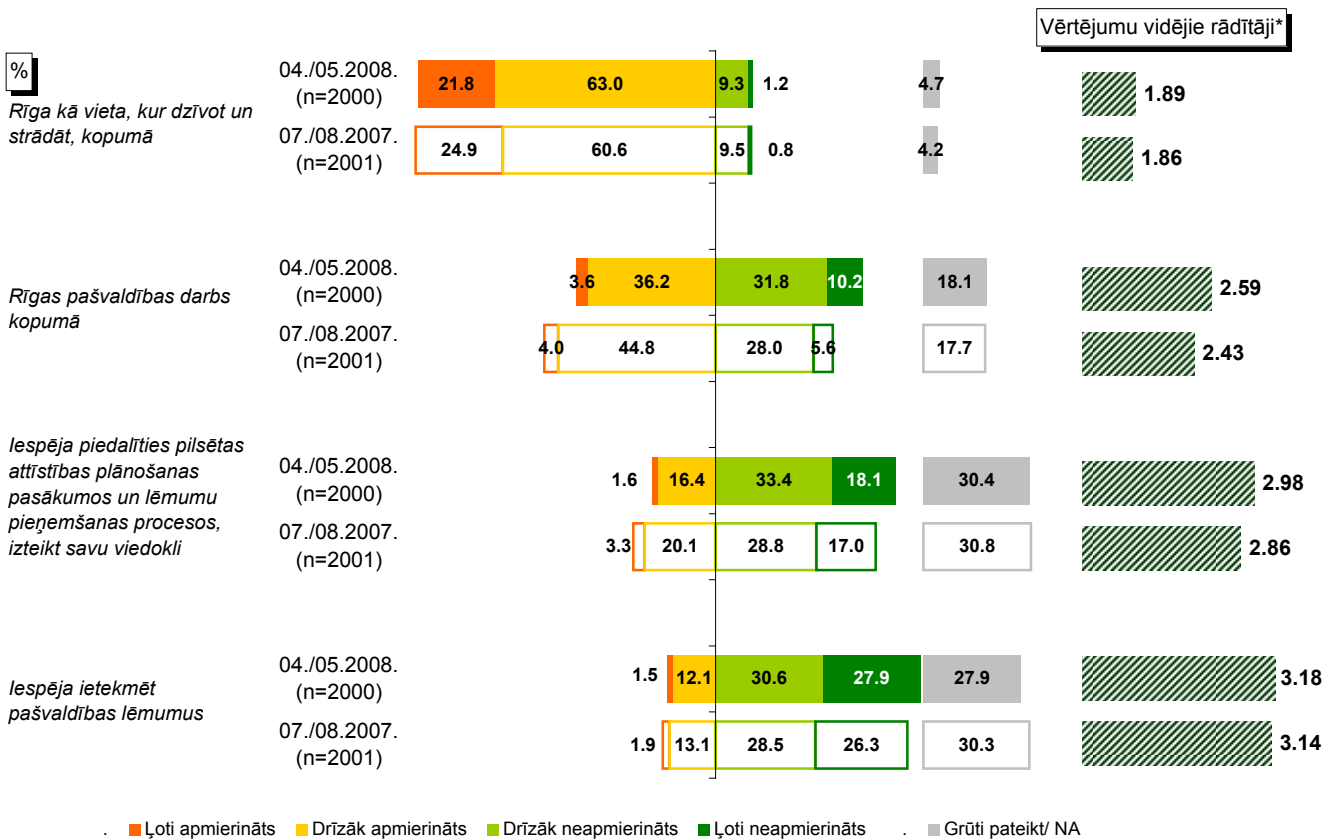 Vērtējumu vidējie rādītāji*
%
Rīga kā vieta, kur dzīvot un
strādāt, kopumā
04./05.2008.
(n=2000)
21.8 63.0 9.3 1.2 4.7 1.89
07./08.2007.
(n=2001)
24.9 60.6 9.5 0.8 4.2 1.86
Rīgas pašvaldības darbs
kopumā
04./05.2008.
(n=2000)
3.6 36.2 31.8 10.2 18.1 2.59
07./08.2007.
(n=2001)
4.0 44.8 28.0 5.6 17.7 2.43
Iespēja piedalīties pilsētas
attīstības plānošanas
pasākumos un lēmumu
pieņemšanas procesos,
izteikt savu viedokli
04./05.2008.
(n=2000)
1.6 16.4 33.4 18.1 30.4 2.98
07./08.2007.
(n=2001)
3.3 20.1 28.8 17.0 30.8 2.86
Iespēja ietekmēt
pašvaldības lēmumus
04./05.2008.
(n=2000)
1.5 12.1 30.6 27.9 27.9 3.18
07./08.2007.
(n=2001)
1.9 13.1 28.5 26.3 30.3 3.14
. Ļoti apmierināts Drīzāk apmierināts Drīzāk neapmierināts Ļoti neapmierināts . Grūti pateikt/ NA